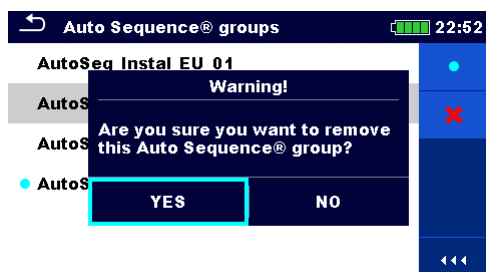 Auto Sequence® groups
22:52
AutoSeq Instal EU 01
Warning!
AutoS
Are you sure you want to remove
AutoS
this Auto Sequence® group?
AutoS
YES
NO